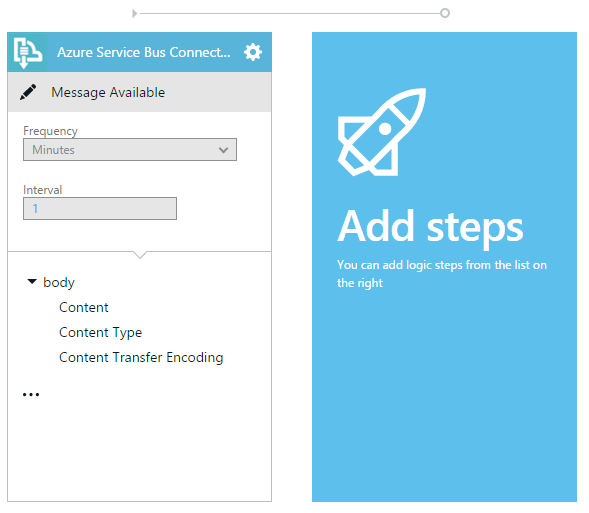 Azure Service Bus Connect...
Message Available
Frequency
Minutes
Interval
1
body
Content
Content Type
Content Transfer Encoding
...
Add steps
You can add logic steps from the list on
the right